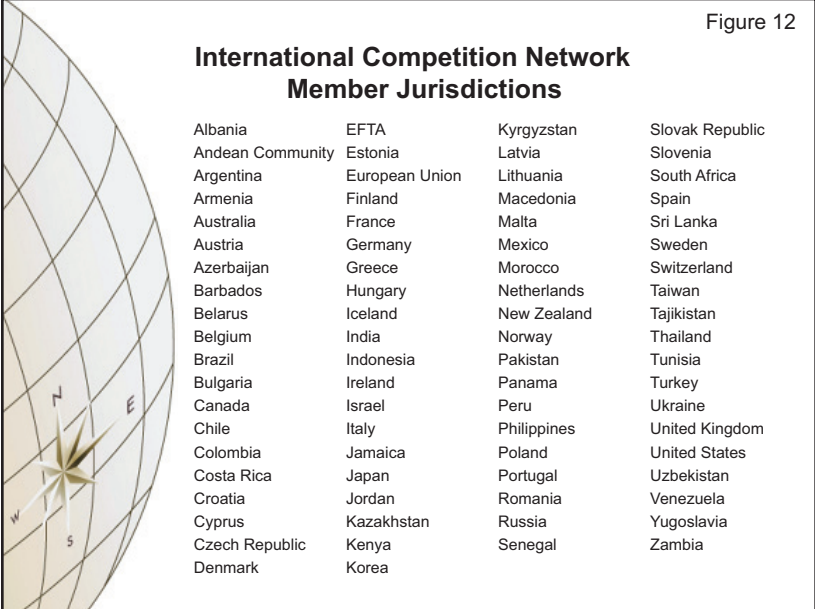 Figure 12
International Competition Network
Member Jurisdictions
Albania
Andean Community
Argentina
Armenia
Australia
Austria
Azerbaijan
Barbados
Belarus
Belgium
Brazil
Bulgaria
Canada
Chile
Colombia
Costa Rica
Croatia
Cyprus
Czech Republic
Denmark
EFTA
Estonia
European Union
Finland
France
Germany
Greece
Hungary
Iceland
India
Indonesia
Ireland
Israel
Italy
Jamaica
Japan
Jordan
Kazakhstan
Kenya
Korea
Kyrgyzstan
Latvia
Lithuania
Macedonia
Malta
Mexico
Morocco
Netherlands
New Zealand
Norway
Pakistan
Panama
Peru
Philippines
Poland
Portugal
Romania
Russia
Senegal
Slovak Republic
Slovenia
South Africa
Spain
Sri Lanka
Sweden
Switzerland
Taiwan
Tajikistan
Thailand
Tunisia
Turkey
Ukraine
United Kingdom
United States
Uzbekistan
Venezuela
Yugoslavia
Zambia
N
E
W
S